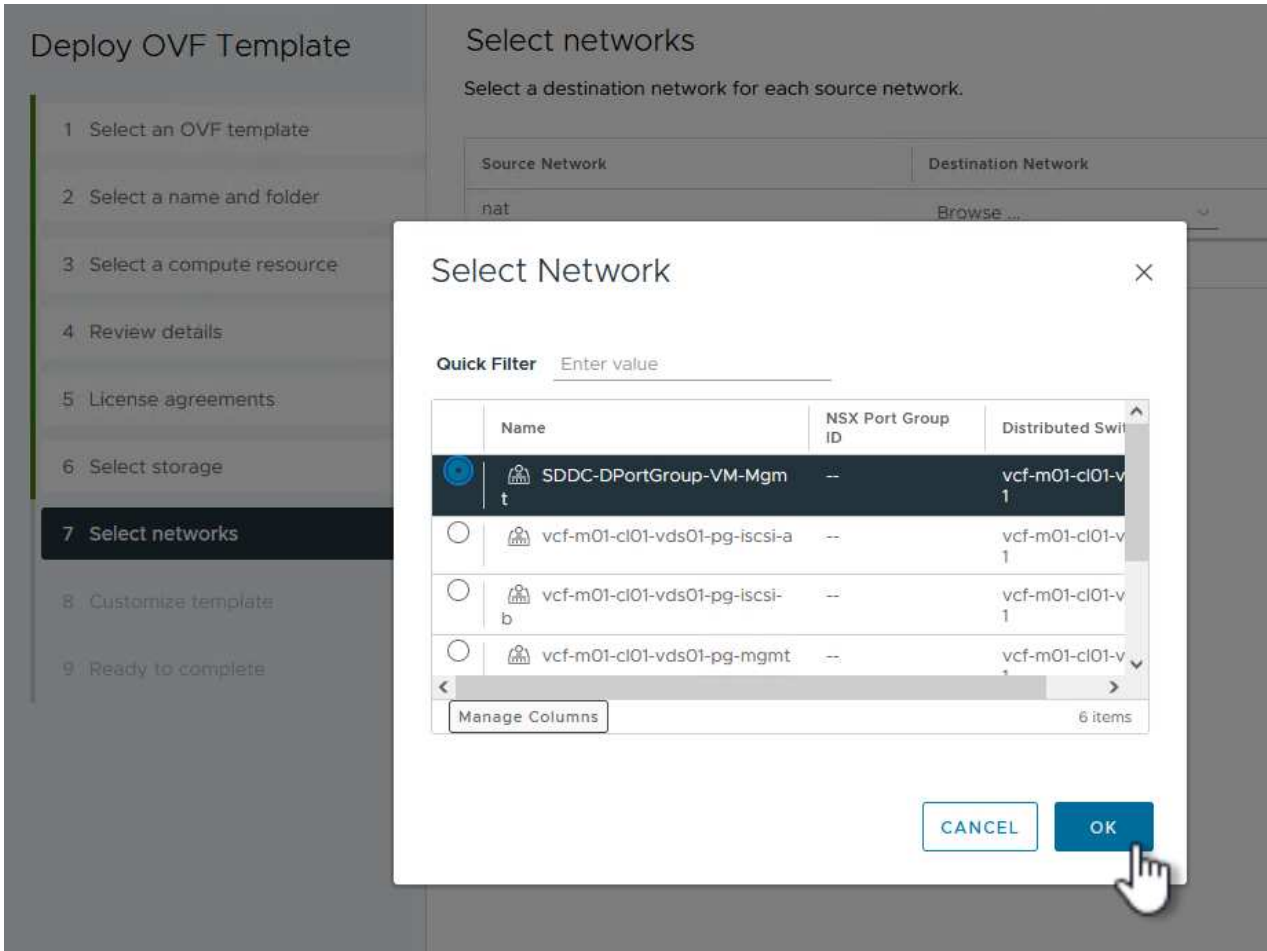 Deploy OVF Template
1 Select an OVF template
2 Select a name and folder
3 Select a compute resource
4 Review details
5 License agreements
6 Select storage
7 Select networks
8 Customize template
9 Ready to complete
Select networks
Select a destination network for each source network.
Source Network Destination Network
nat Browse ...
Select Network
Quick Filter Enter value
Name NSX Port Group Distributed Swit
ID
SDDC-DPortGroup-VM-Mgm -- vcf-m01-cl01-v
t 1
vcf-m01-cl01-vds01-pg-iscsi-a -- vcf-m01-cl01-v
1
vcf-m01-cl01-vds01-pg-iscsi- -- vcf-m01-cl01-v
b 1
vcf-m01-cl01-vds01-pg-mgmt -- vcf-m01-cl01-v
Manage Columns 6 items
CANCEL OK